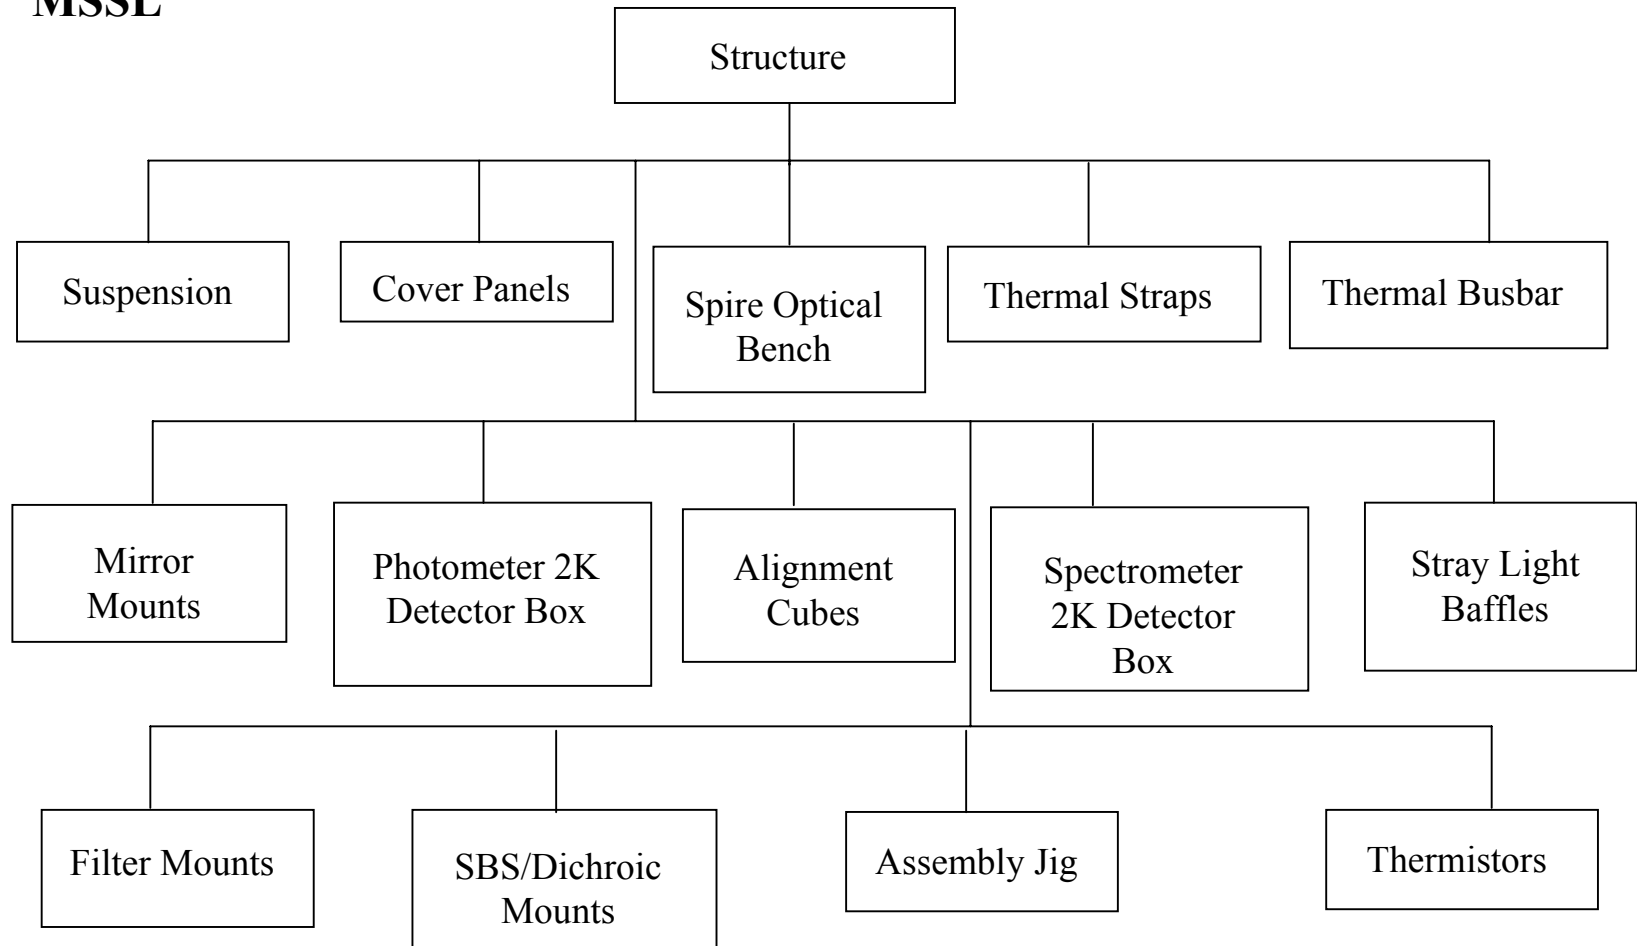 MSSL
Structure
Suspension
Cover Panels
Spire Optical
Bench
Thermal Straps
Thermal Busbar
Mirror
Mounts
Photometer 2K
Detector Box
Alignment
Cubes
Spectrometer
2K Detector
Box
Stray Light
Baffles
Filter Mounts
SBS/Dichroic
Mounts
Assembly Jig
Thermistors